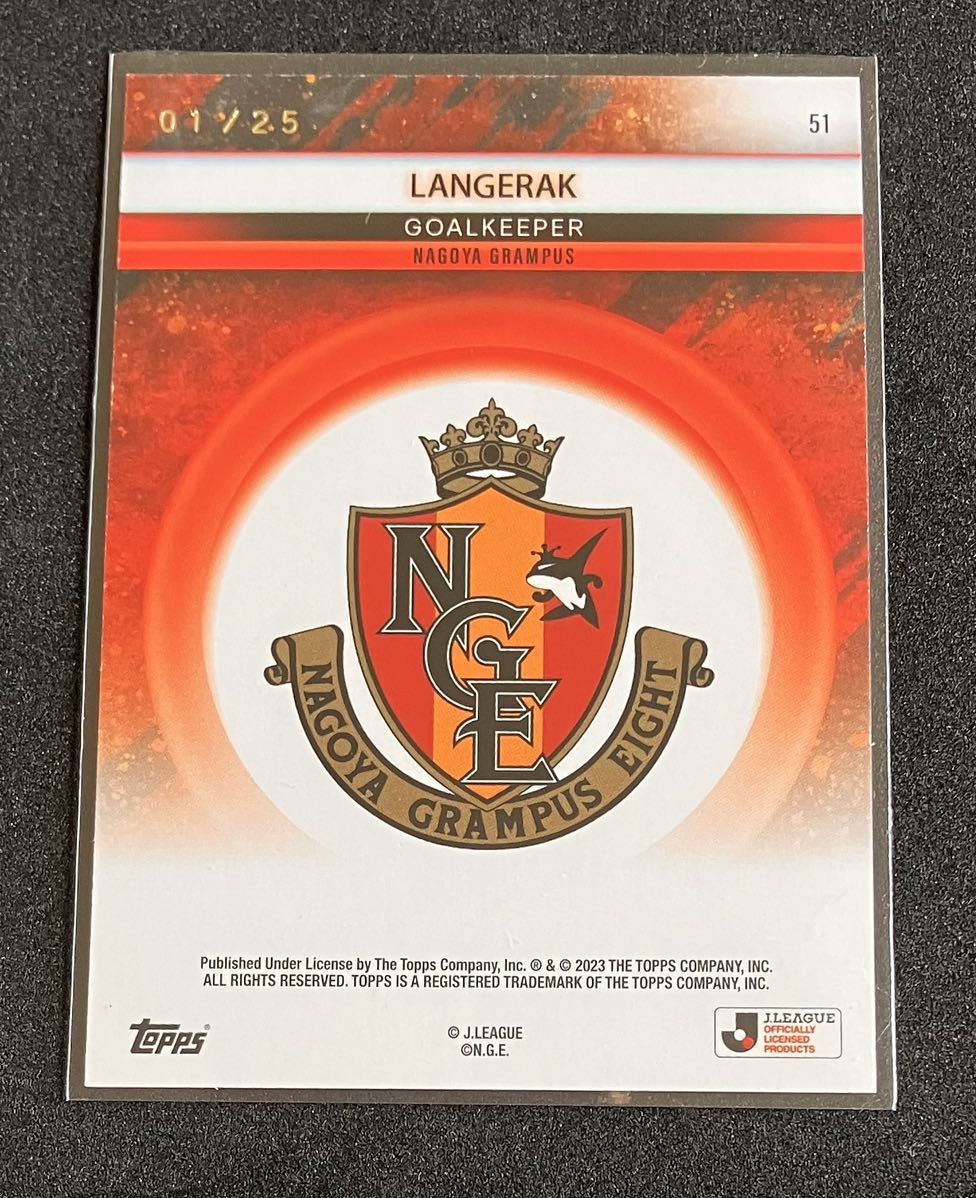 01/25
51
LANGERAK
GOALKEEPER
NAGOYA GRAMPUS
NGE
NAGOYA GRAMPUS EIGHT
Published Under License by The Topps Company, Inc. ® & © 2023 THE TOPPS COMPANY, INC.
ALL RIGHTS RESERVED. TOPPS IS A REGISTERED TRADEMARK OF THE TOPPS COMPANY, INC.
topps®
© J.LEAGUE
©N.G.E.
J.LEAGUE
OFFICIALLY
LICENSED
PRODUCTS